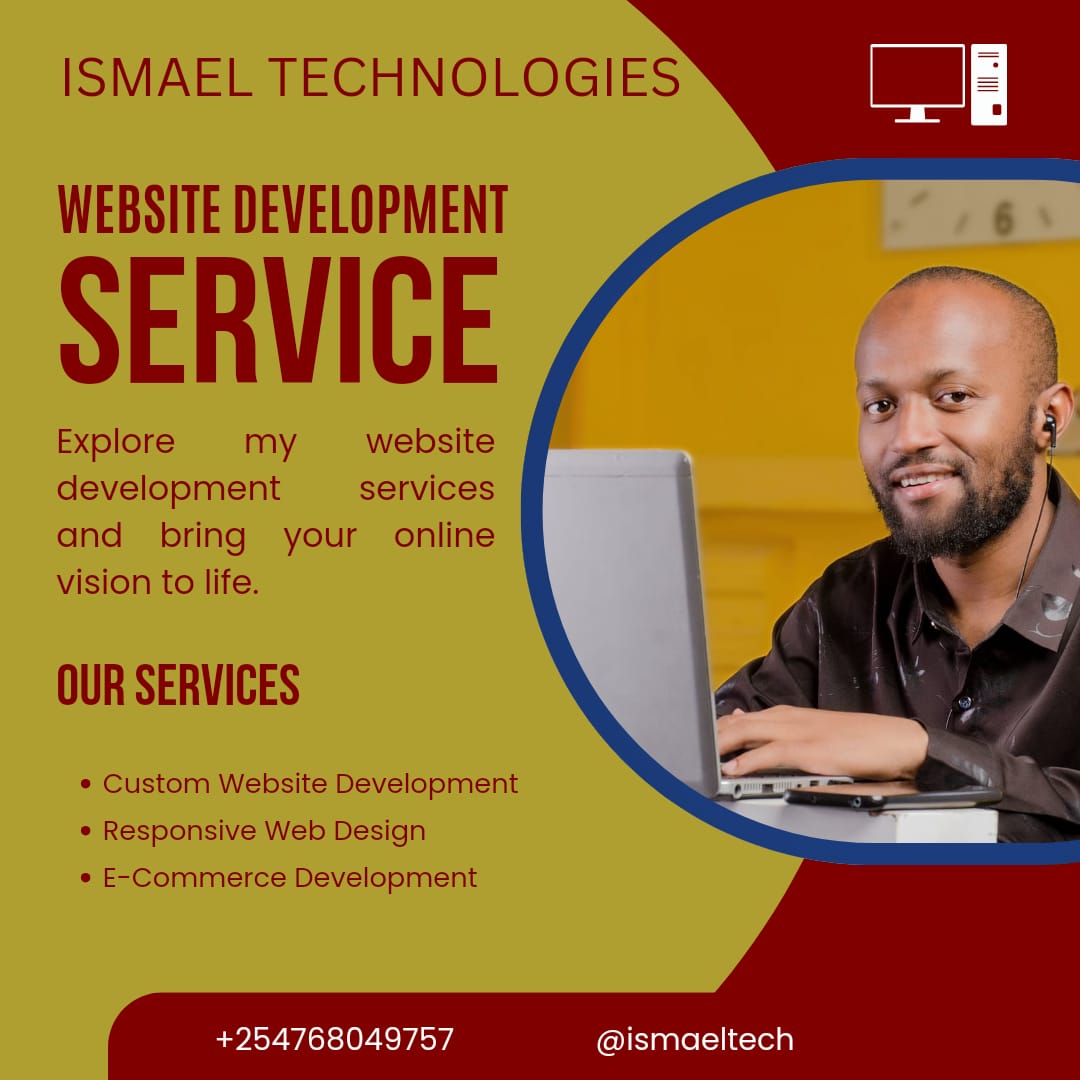 ISMAEL TECHNOLOGIES
WEBSITE DEVELOPMENT
SERVICE
Explore my website
development services
and bring your online
vision to life.
OUR SERVICES
• Custom Website Development
• Responsive Web Design
• E-Commerce Development
6
+254768049757 @ismaeltech